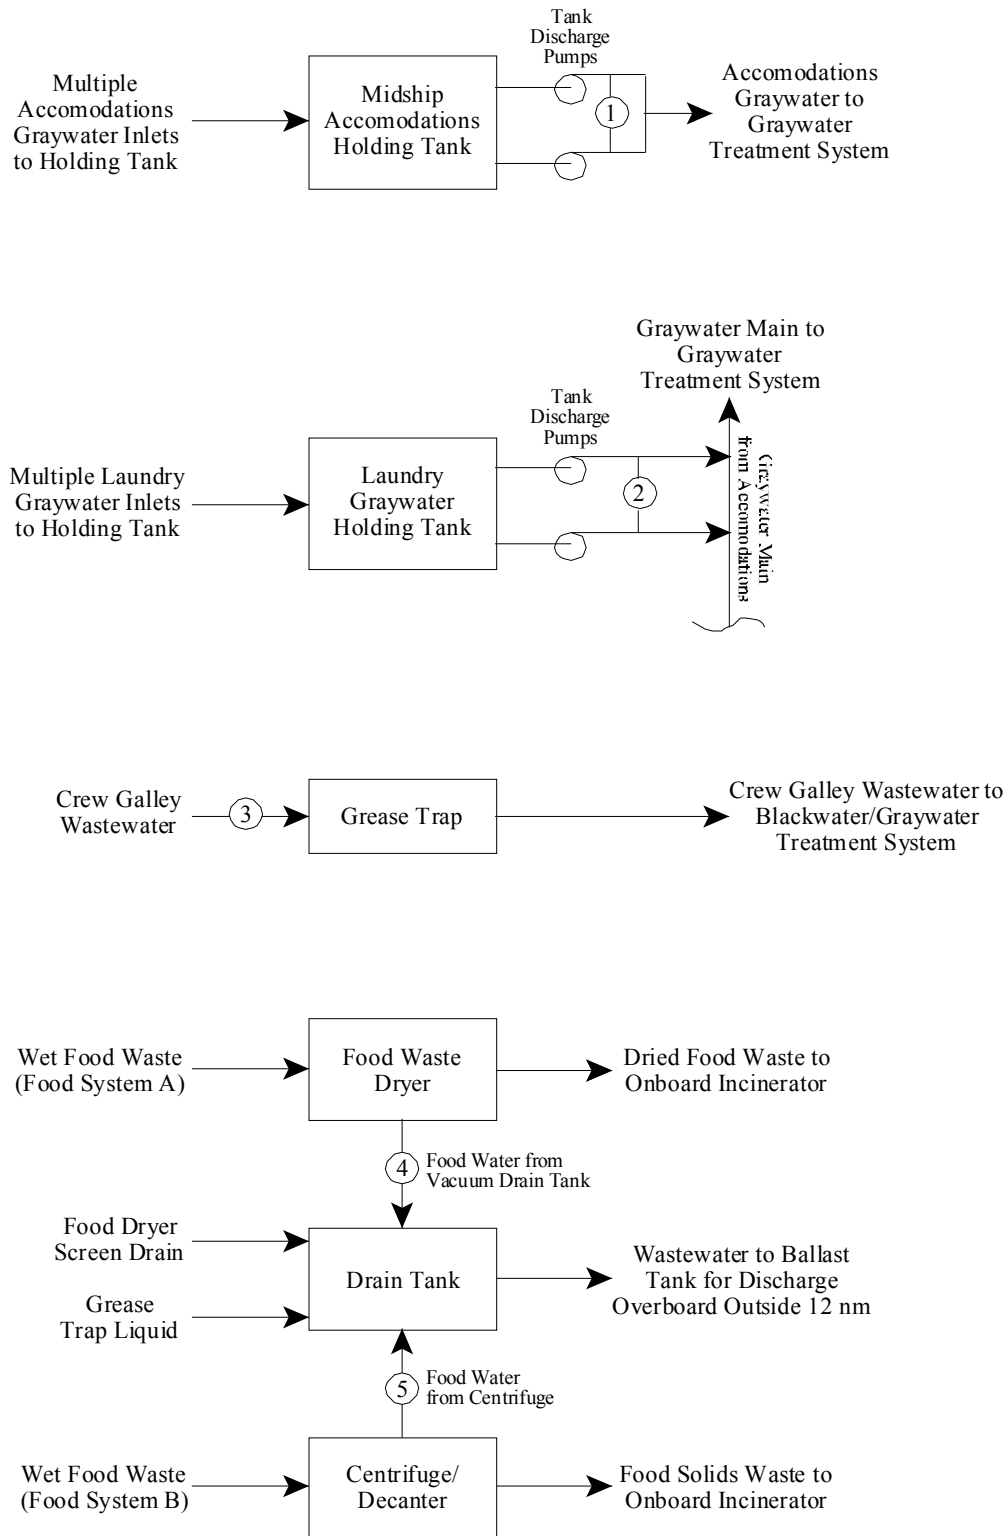 Tank
Discharge
Pumps
Multiple
Accomodations
Graywater Inlets
to Holding Tank
Midship
Accomodations
Holding Tank
1
Accomodations
Graywater to
Graywater
Treatment System
Graywater Main to
Graywater
Treatment System
Tank
Discharge
Pumps
Multiple Laundry
Graywater Inlets
to Holding Tank
Laundry
Graywater
Holding Tank
2
Graywater Main
from Accomodations
Crew Galley
Wastewater
3
Grease Trap
Crew Galley Wastewater to
Blackwater/Graywater
Treatment System
Wet Food Waste
(Food System A)
Food Waste
Dryer
Dried Food Waste to
Onboard Incinerator
4
Food Water from
Vacuum Drain Tank
Food Dryer
Screen Drain
Grease
Trap Liquid
Drain Tank
Wastewater to Ballast
Tank for Discharge
Overboard Outside 12 nm
5
Food Water
from Centrifuge
Wet Food Waste
(Food System B)
Centrifuge/
Decanter
Food Solids Waste to
Onboard Incinerator